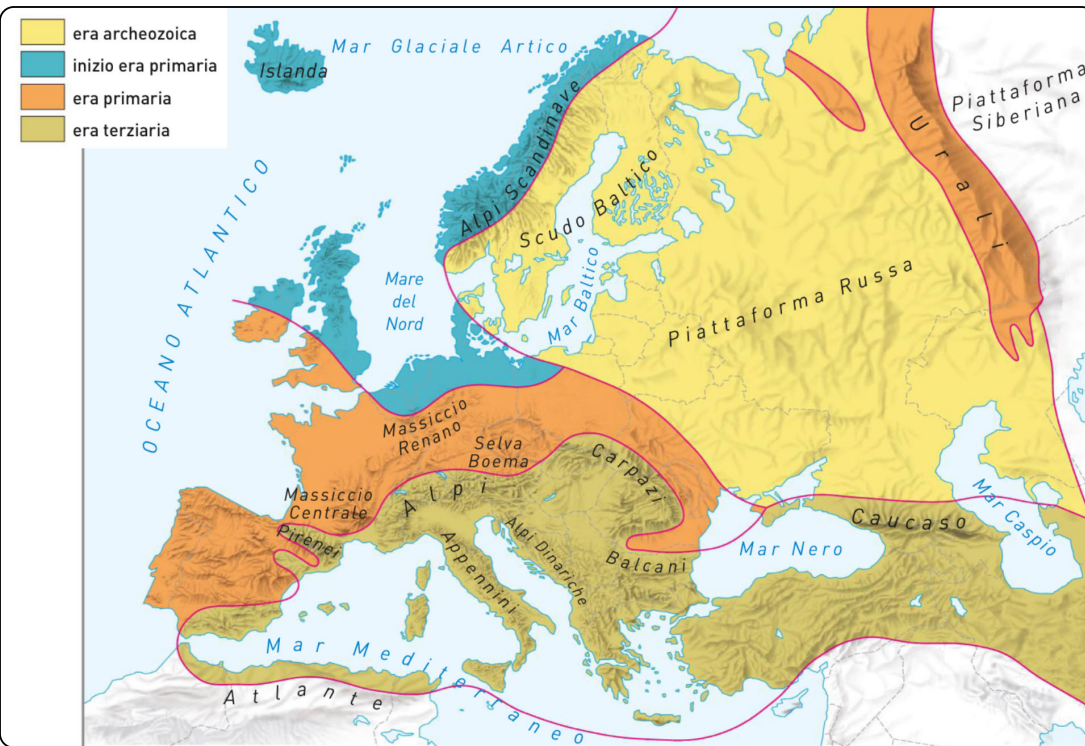 era archeozoica
inizio era primaria
era primaria
era terziaria
Mar Glaciale Artico
Islanda
Piattaforma
Siberiana
Urali
Alpi Scandinave
Scudo Baltico
OCEANO ATLANTICO
Mare
del
Nord
Mar Baltico
Piattaforma Russa
Massiccio
Renano
Selva
Boema
Carpazi
Massiccio
Centrale
Alpi
Pirenei
Mar Caspio
Caucaso
Mar Nero
Appennini
Alpi Dinariche
Balcani
Mar Mediterraneo
Atlante